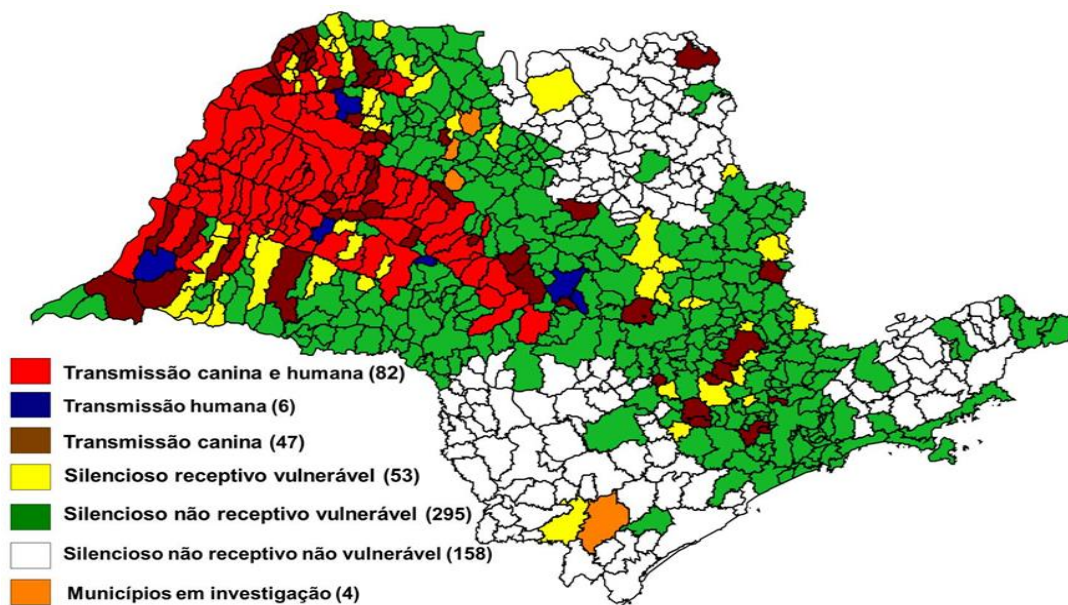 Transmissão canina e humana (82)
Transmissão humana (6)
Transmissão canina (47)
Silencioso receptivo vulnerável (53)
Silencioso não receptivo vulnerável (295)
Silencioso não receptivo não vulnerável (158)
Municípios em investigação (4)